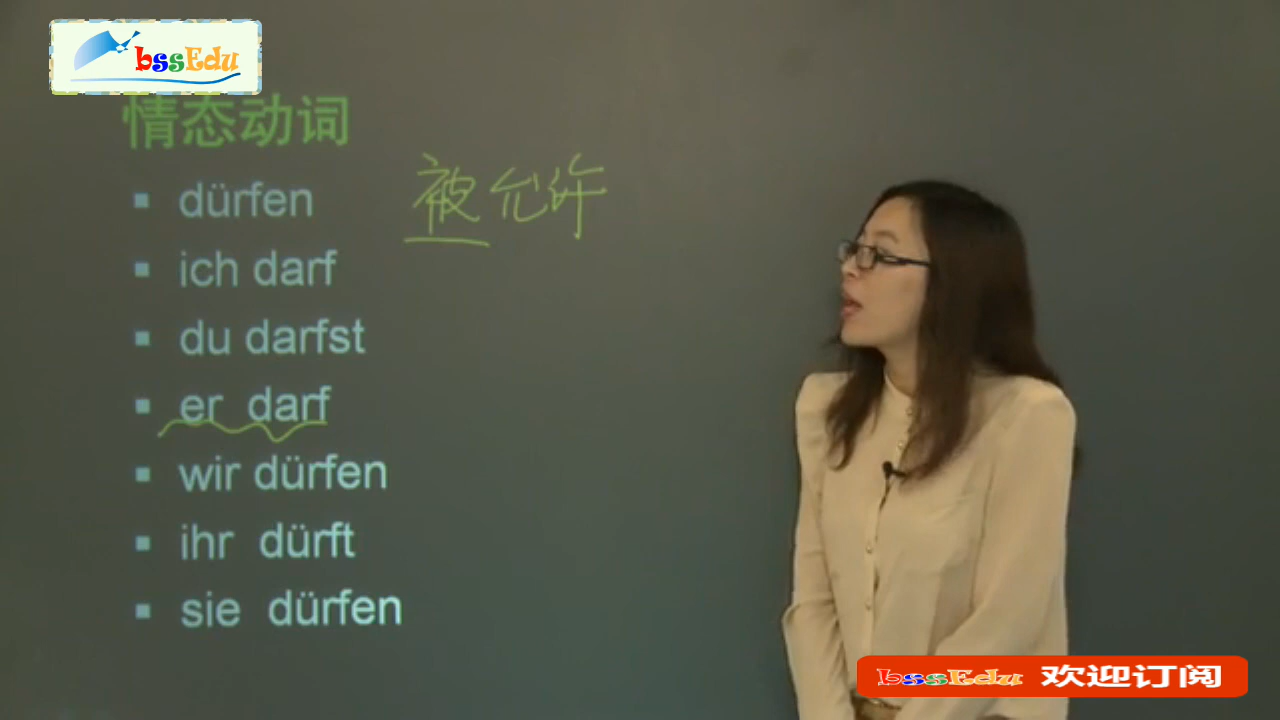 bssEdu
情态动词
dürfen 被允许
ich darf
du darfst
er darf
wir dürfen
ihr dürft
sie dürfen
bssEdu 欢迎订阅